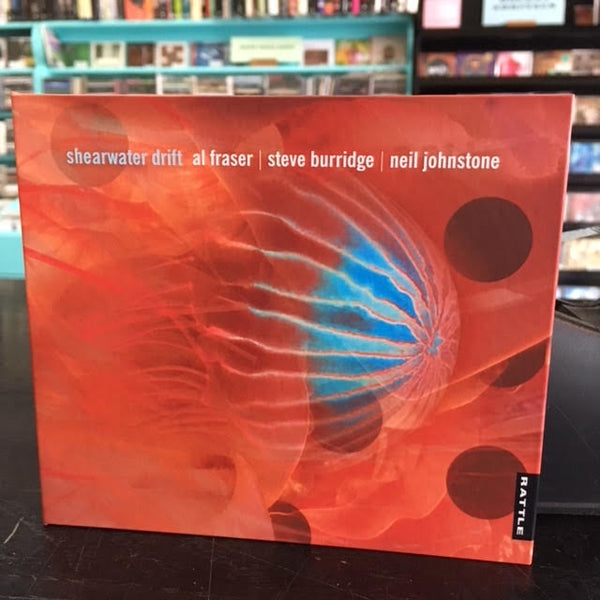 shearwater drift al fraser | steve burridge | neil johnstone
RATTLE